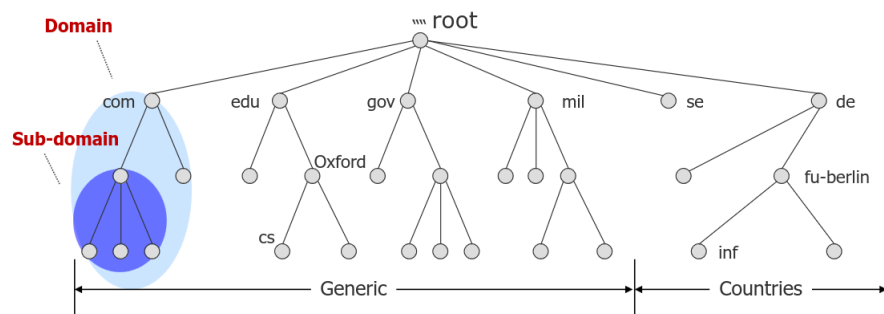 "" root
Domain
com
edu
gov
mil
se
de
Sub-domain
Oxford
fu-berlin
cs
inf
Generic
Countries